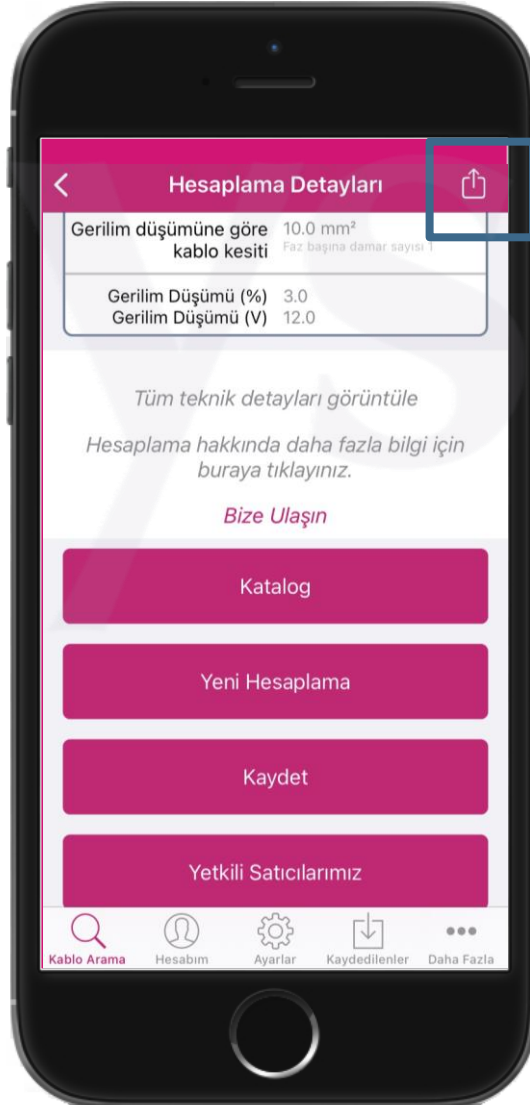 Hesaplama Detayları
Gerilim düşümüne göre 10.0 mm²
kablo kesiti Faz başına damar sayısı 1
Gerilim Düşümü (%) 3.0
Gerilim Düşümü (V) 12.0
Tüm teknik detayları görüntüle
Hesaplama hakkında daha fazla bilgi için
buraya tıklayınız.
Bize Ulaşın
Katalog
Yeni Hesaplama
Kaydet
Yetkili Satıcılarımız
Kablo Arama Hesabım Ayarlar Kaydedilenler Daha Fazla